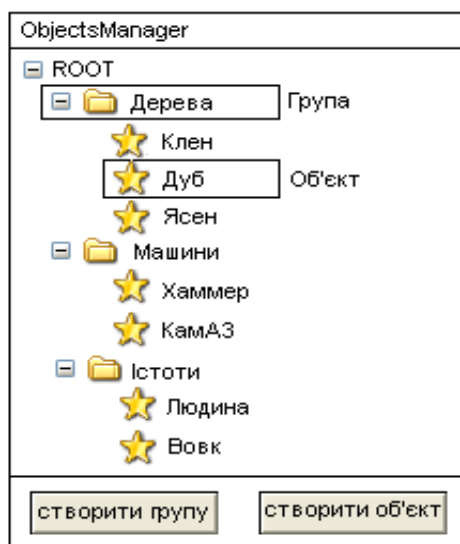 ObjectsManager
ROOT
Дерева Група
Клен
Дуб Об'єкт
Ясен
Машини
Хаммер
КамАЗ
Істоти
Людина
Вовк
створити групу створити об'єкт